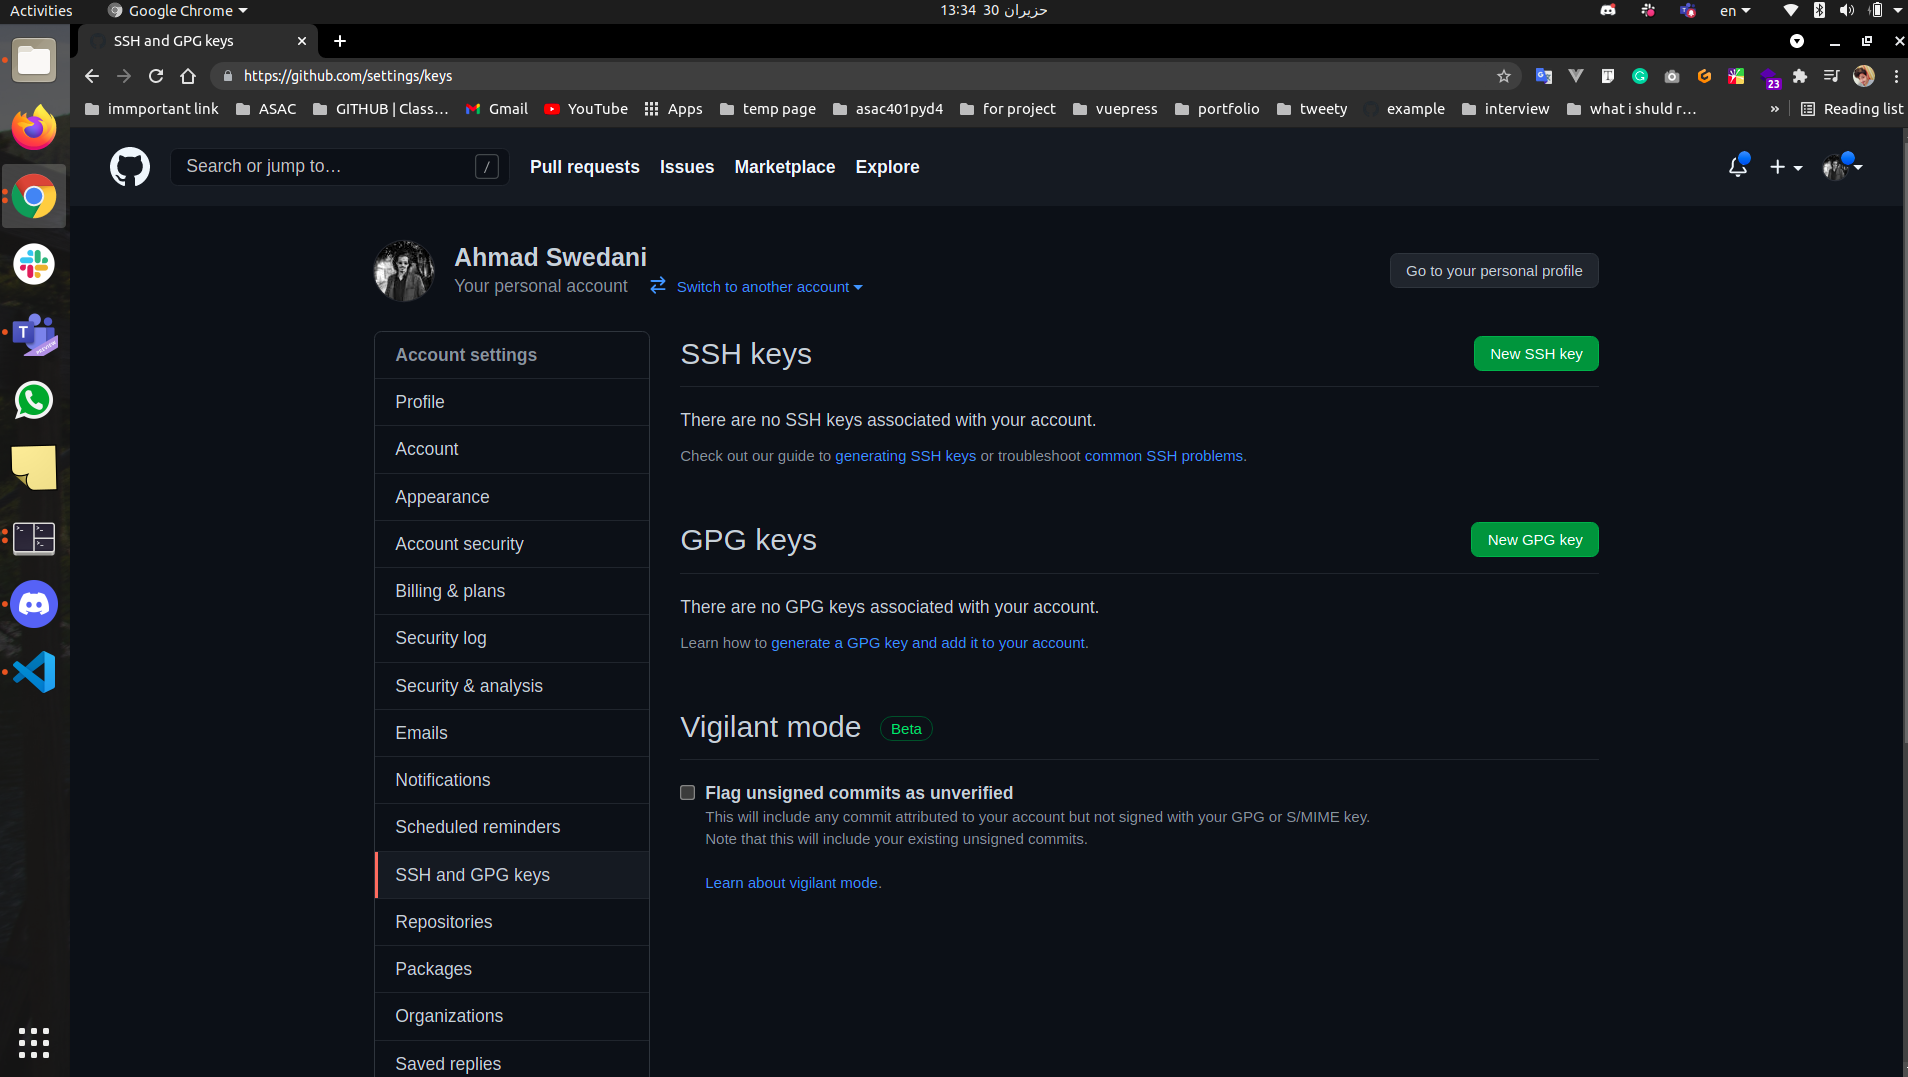 Activities
Google Chrome
13:34 30 حزيران
en
SSH and GPG keys
https://github.com/settings/keys
23
immportant link
ASAC
GITHUB | Class...
Gmail
YouTube
Apps
temp page
asac401pyd4
for project
vuepress
portfolio
tweety
example
interview
what i shuld r...
»
Reading list
Search or jump to...
/
Pull requests
Issues
Marketplace
Explore
Ahmad Swedani
Your personal account
Switch to another account
Go to your personal profile
Account settings
Profile
Account
Appearance
Account security
Billing & plans
Security log
Security & analysis
Emails
Notifications
Scheduled reminders
SSH and GPG keys
Repositories
Packages
Organizations
Saved replies
SSH keys
New SSH key
There are no SSH keys associated with your account.
Check out our guide to generating SSH keys or troubleshoot common SSH problems.
GPG keys
New GPG key
There are no GPG keys associated with your account.
Learn how to generate a GPG key and add it to your account.
Vigilant mode
Beta
Flag unsigned commits as unverified
This will include any commit attributed to your account but not signed with your GPG or S/MIME key.
Note that this will include your existing unsigned commits.
Learn about vigilant mode.